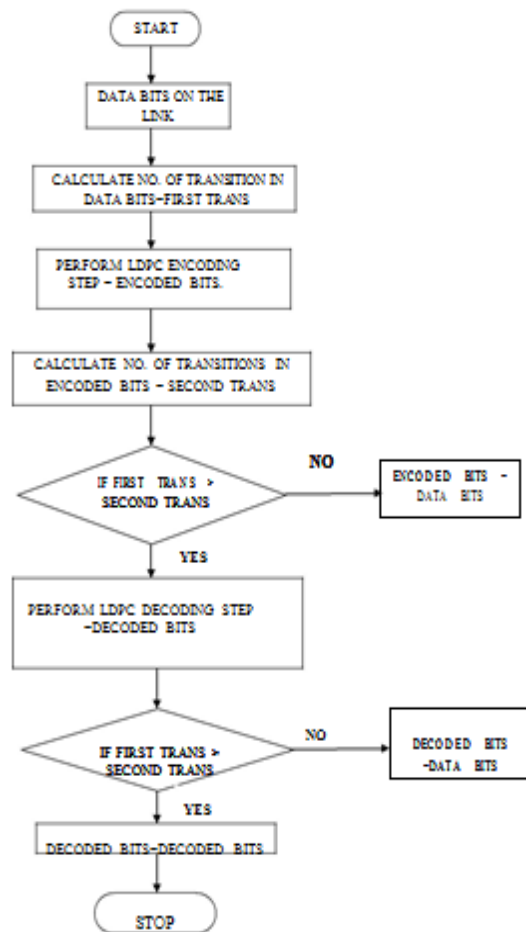 START
DATA BITS ON THE
LINK
CALCULATE NO. OF TRANSITION IN
DATA BITS-FIRST TRANS
PERFORM LDPC ENCODING
STEP - ENCODED BITS.
CALCULATE NO. OF TRANSITIONS IN
ENCODED BITS - SECOND TRANS
IF FIRST TRANS >
SECOND TRANS
NO
ENCODED BITS -
DATA BITS
YES
PERFORM LDPC DECODING STEP
-DECODED BITS
IF FIRST TRANS >
SECOND TRANS
NO
DECODED BITS
-DATA BITS
YES
DECODED BITS-DECODED BITS
STOP